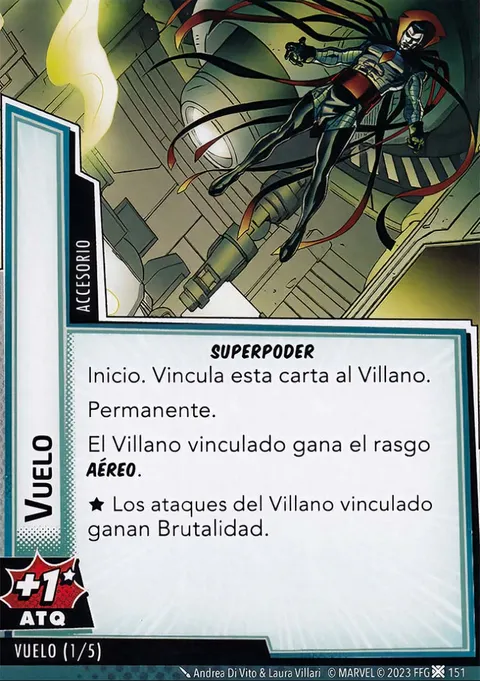 ACCESORIO
SUPERPODER
Inicio. Vincula esta carta al Villano.
Permanente.
El Villano vinculado gana el rasgo
AÉREO.
★ Los ataques del Villano vinculado
ganan Brutalidad.
VUELO
+1★
ATQ
VUELO (1/5)
Andrea Di Vito & Laura Villari © MARVEL © 2023 FFG 151